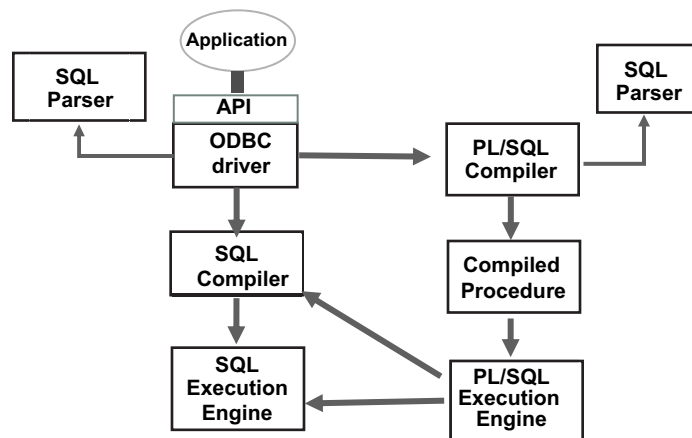 Application
SQL
Parser
API
ODBC
driver
PL/SQL
Compiler
SQL
Parser
SQL
Compiler
Compiled
Procedure
SQL
Execution
Engine
PL/SQL
Execution
Engine